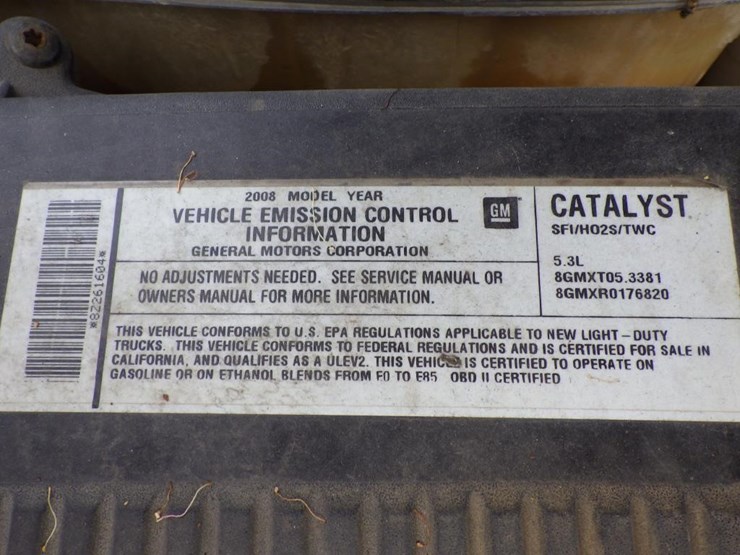 2008 MODEL YEAR
VEHICLE EMISSION CONTROL
INFORMATION
GENERAL MOTORS CORPORATION
GM
NO ADJUSTMENTS NEEDED. SEE SERVICE MANUAL OR
OWNERS MANUAL FOR MORE INFORMATION.
CATALYST
SFI/HO2S/TWC
5.3L
8GMXT05.3381
8GMXR0176820
THIS VEHICLE CONFORMS TO U.S. EPA REGULATIONS APPLICABLE TO NEW LIGHT-DUTY
TRUCKS. THIS VEHICLE CONFORMS TO FEDERAL REGULATIONS AND IS CERTIFIED FOR SALE IN
CALIFORNIA, AND QUALIFIES AS A ULEV2. THIS VEHICLE IS CERTIFIED TO OPERATE ON
GASOLINE OR ON ETHANOL BLENDS FROM E0 TO E85 OBD II CERTIFIED
*82261604*